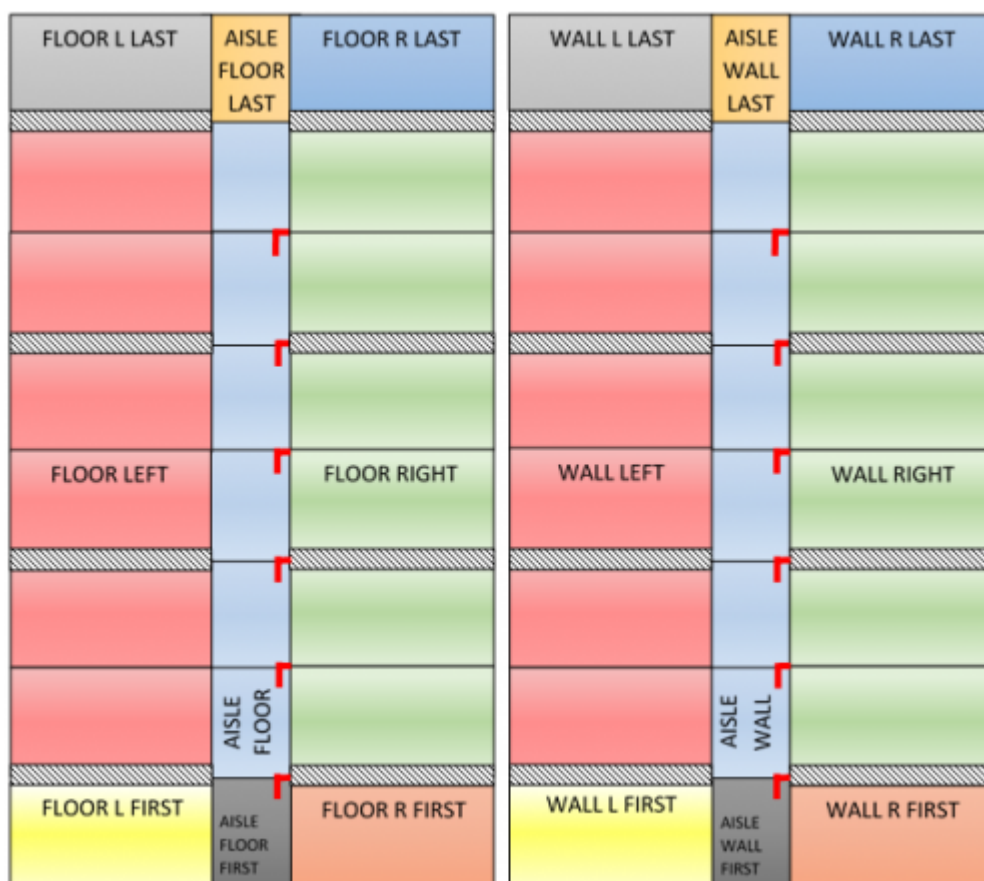 FLOOR L LAST
AISLE
FLOOR
LAST
FLOOR R LAST
WALL L LAST
AISLE
WALL
LAST
WALL R LAST
FLOOR LEFT
FLOOR RIGHT
WALL LEFT
WALL RIGHT
AISLE
FLOOR
AISLE
WALL
FLOOR L FIRST
AISLE
FLOOR
FIRST
FLOOR R FIRST
WALL L FIRST
AISLE
WALL
FIRST
WALL R FIRST